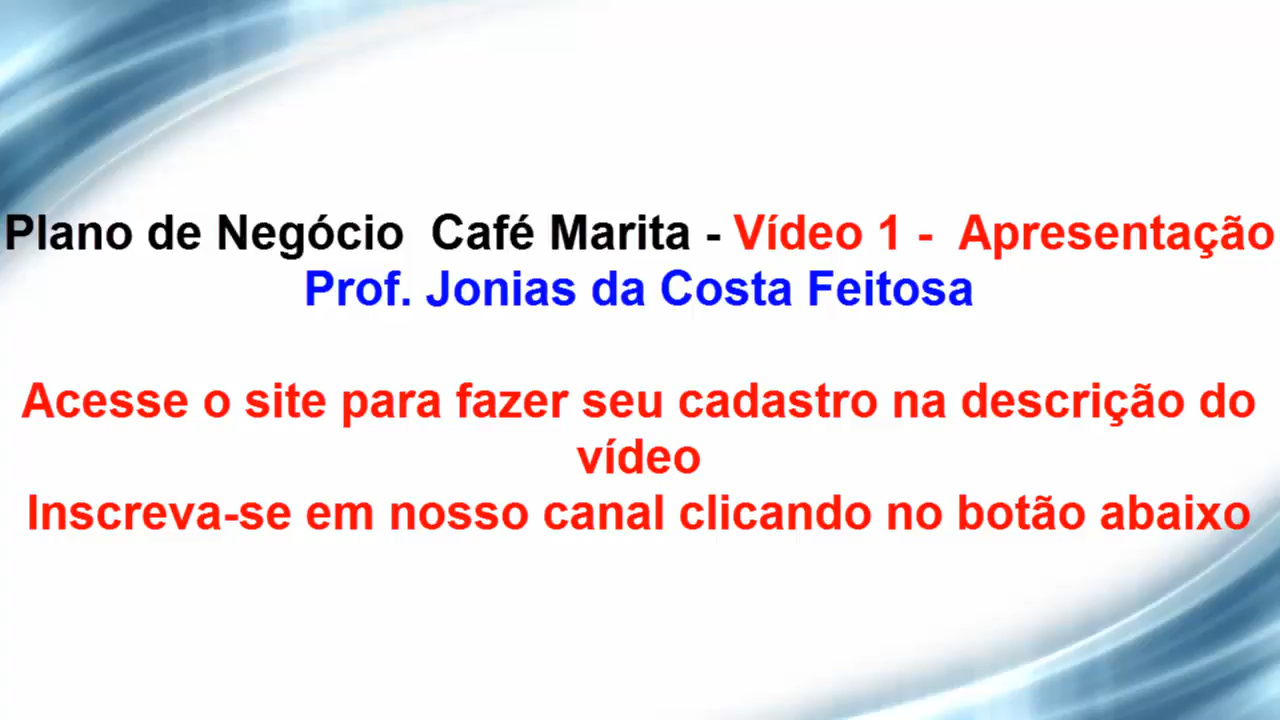 Plano de Negócio  Café Marita - Vídeo 1 -  Apresentação
Prof. Jonias da Costa Feitosa
Acesse o site para fazer seu cadastro na descrição do
vídeo
Inscreva-se em nosso canal clicando no botão abaixo